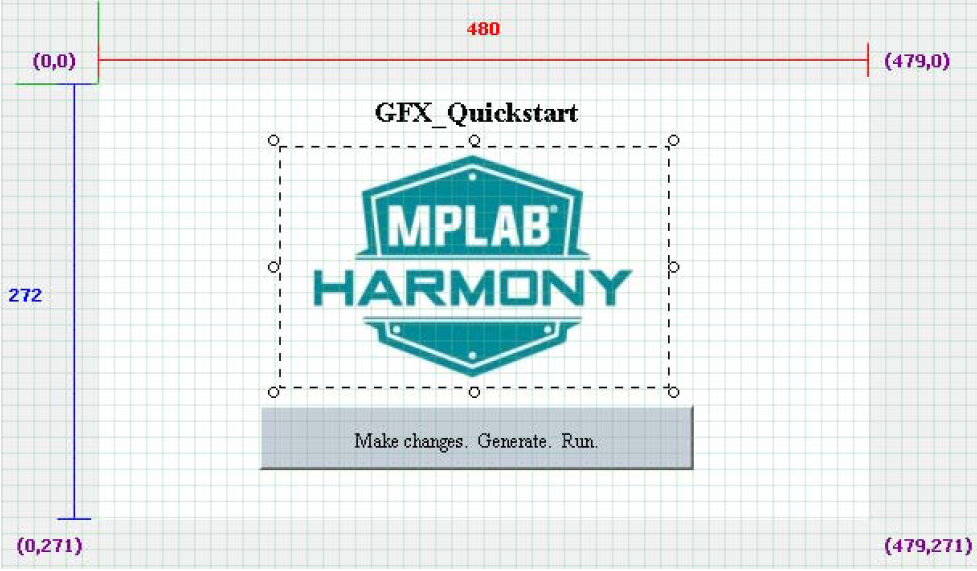 480
(0,0)
(479,0)
GFX_Quickstart
MPLAB®
HARMONY
272
Make changes. Generate. Run.
(0,271)
(479,271)